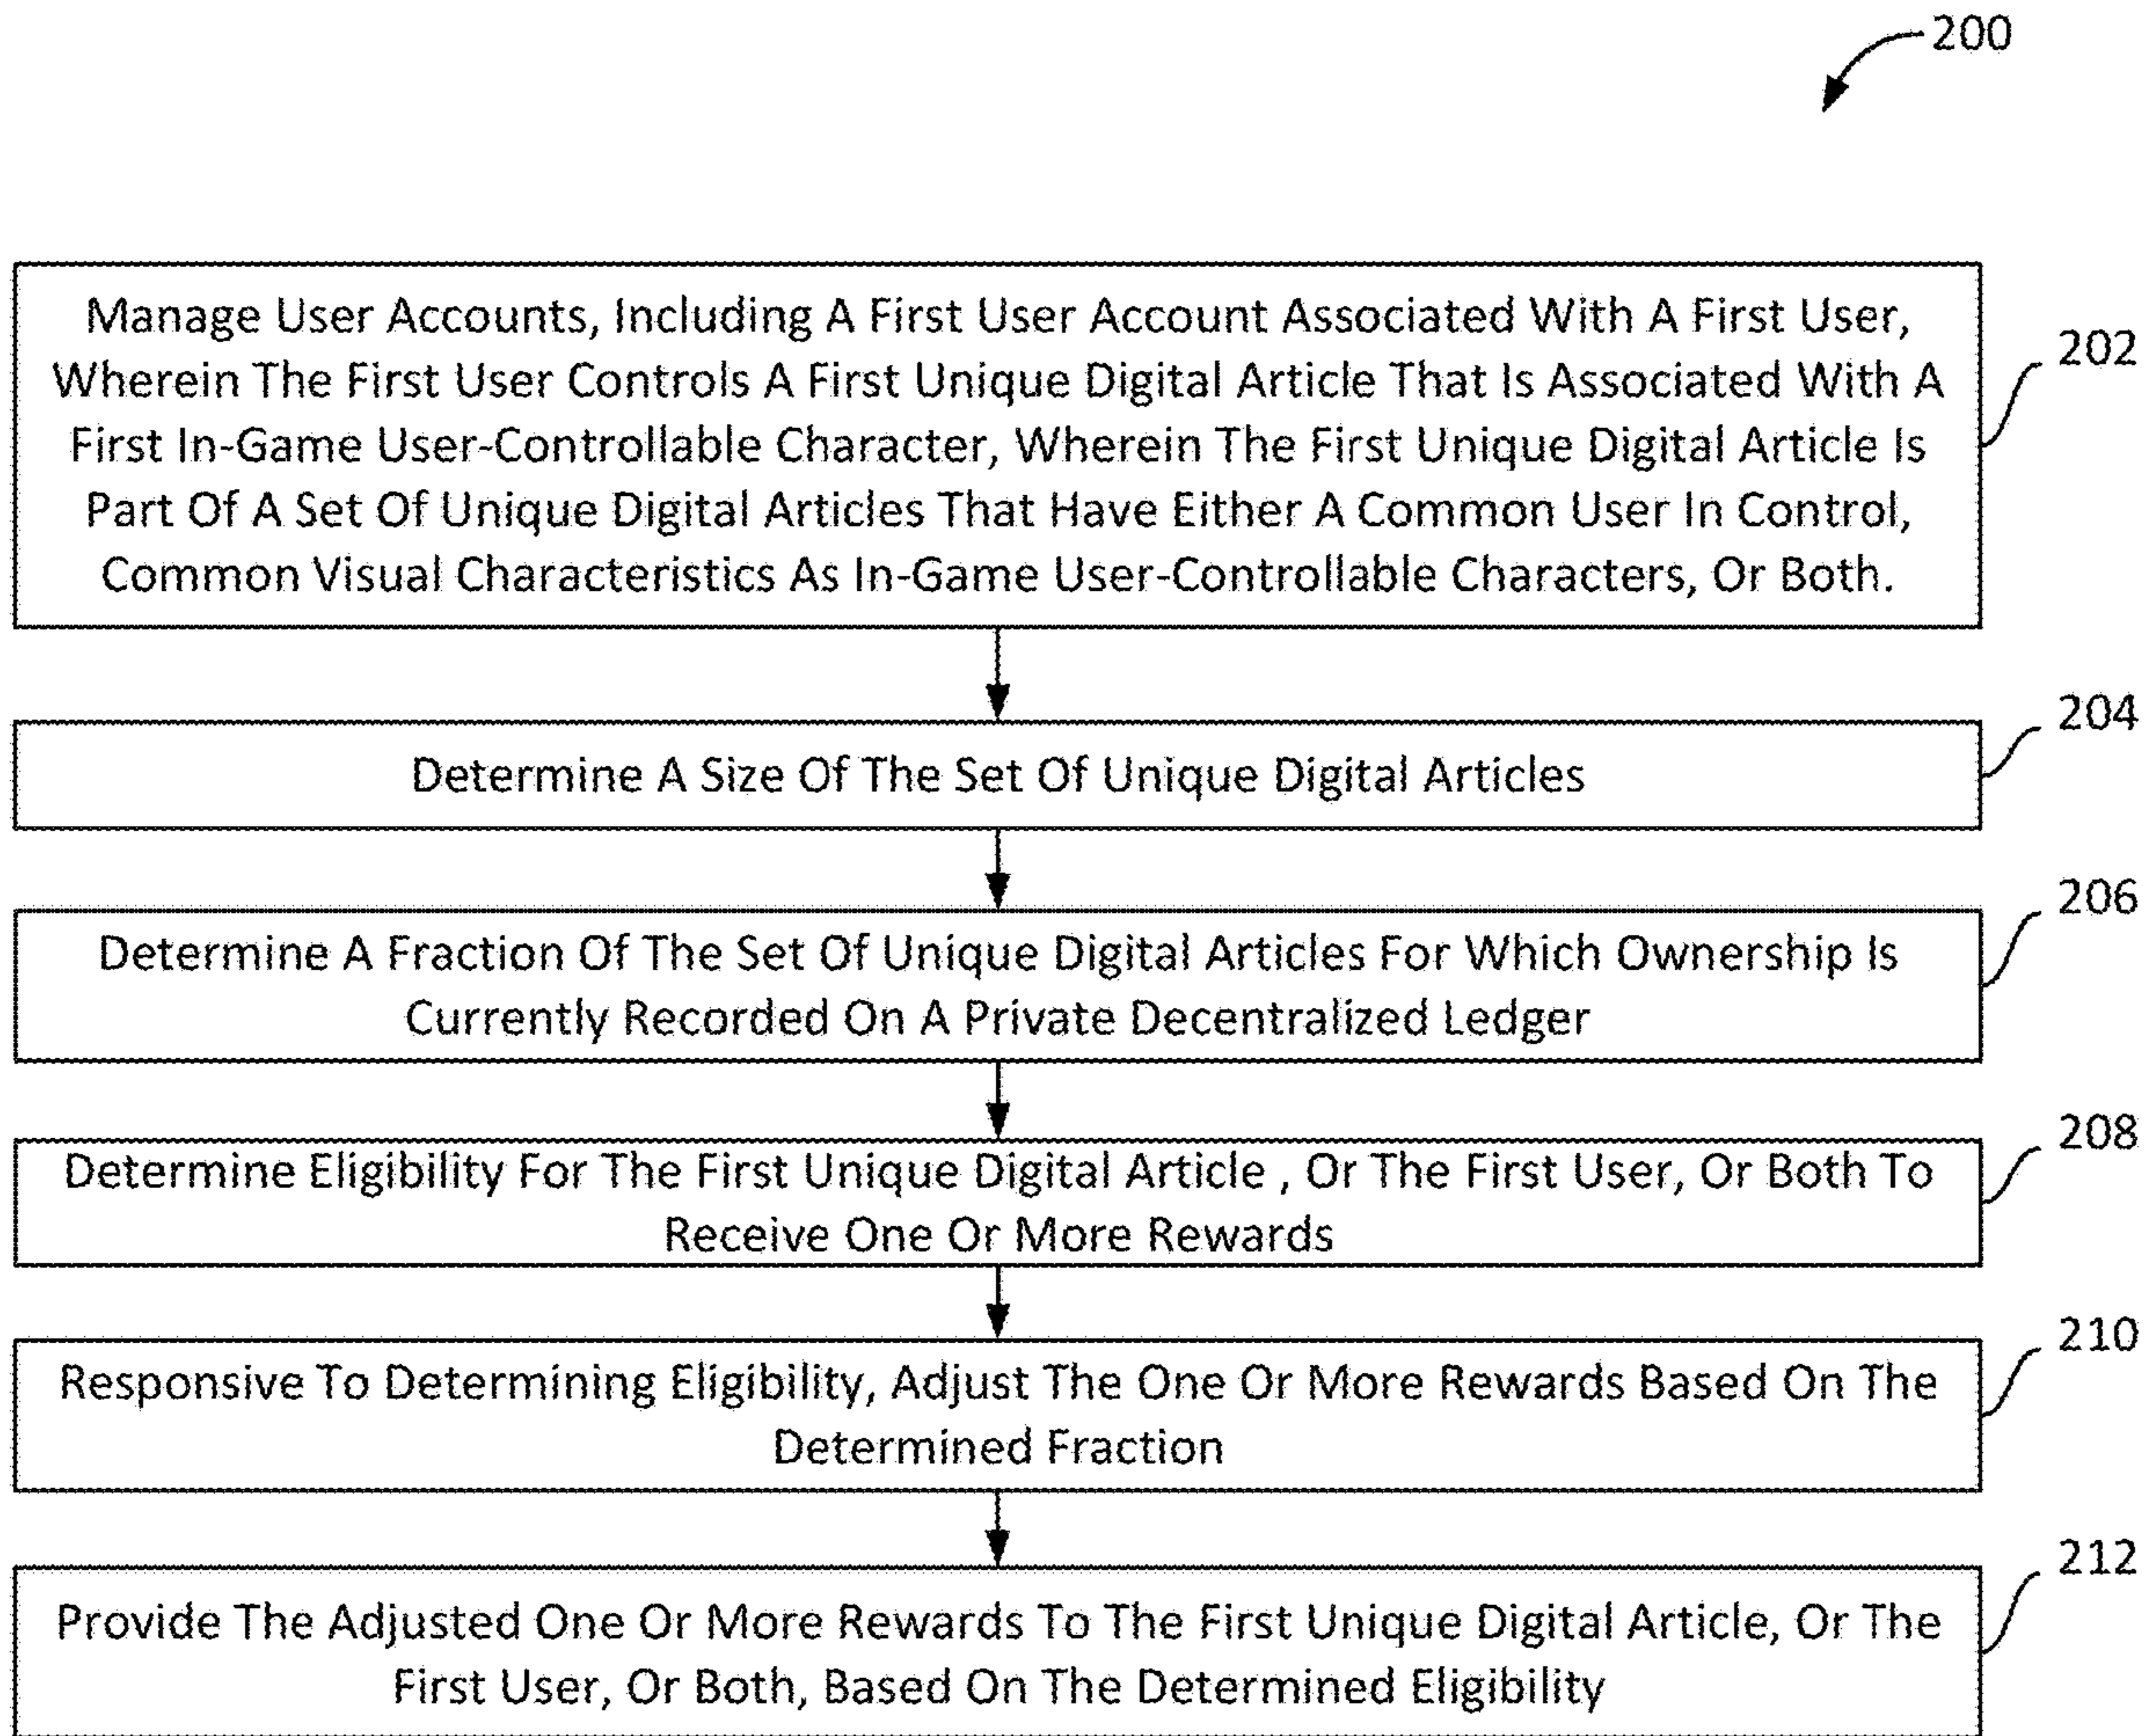 200
Manage User Accounts, Including A First User Account Associated With A First User,
Wherein The First User Controls A First Unique Digital Article That Is Associated With A
First In-Game User-Controllable Character, Wherein The First Unique Digital Article Is
Part Of A Set Of Unique Digital Articles That Have Either A Common User In Control,
Common Visual Characteristics As In-Game User-Controllable Characters, Or Both.
202
Determine A Size Of The Set Of Unique Digital Articles
204
Determine A Fraction Of The Set Of Unique Digital Articles For Which Ownership Is
Currently Recorded On A Private Decentralized Ledger
206
Determine Eligibility For The First Unique Digital Article , Or The First User, Or Both To
Receive One Or More Rewards
208
Responsive To Determining Eligibility, Adjust The One Or More Rewards Based On The
Determined Fraction
210
Provide The Adjusted One Or More Rewards To The First Unique Digital Article, Or The
First User, Or Both, Based On The Determined Eligibility
212